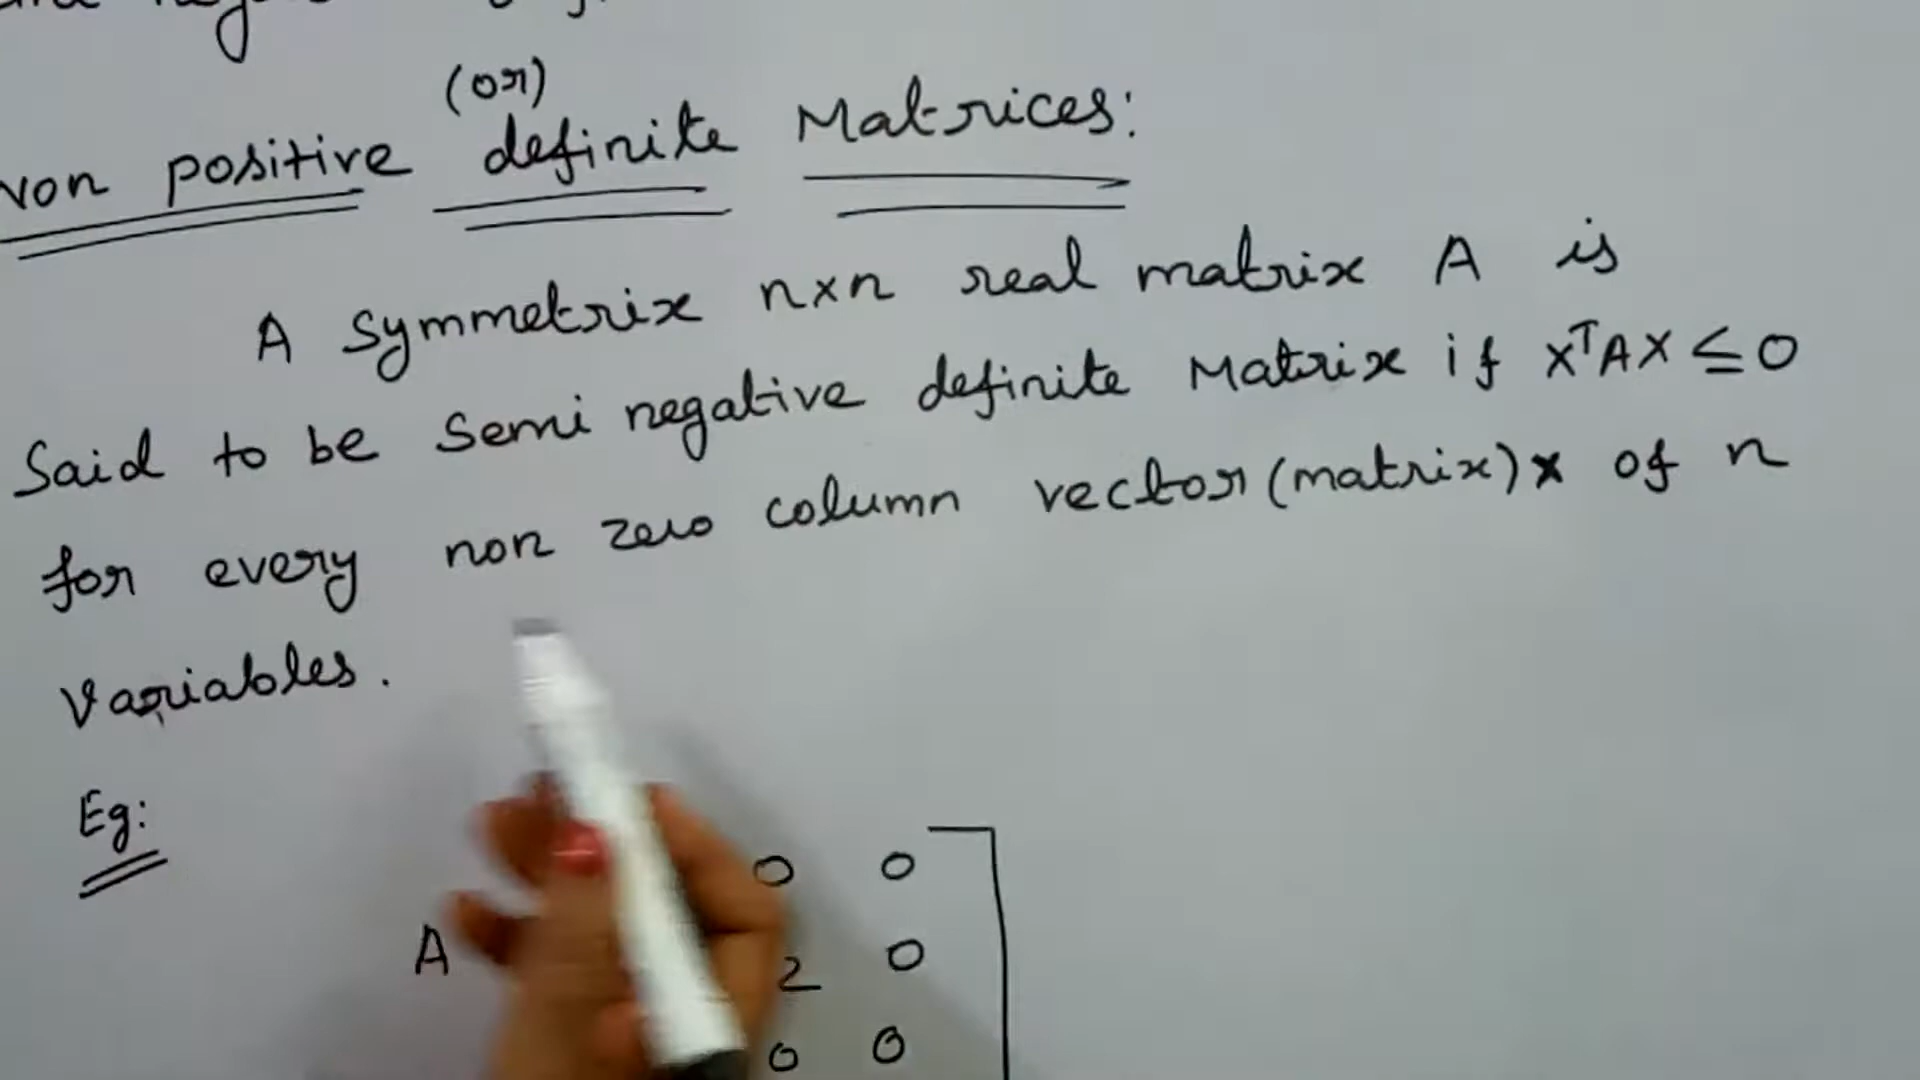 (or)
non positive definite Matrices:
A Symmetrix nxn real matrix A is
Said to be Semi negative definite Matrix if XᵀAX ≤ 0
for every non zero column vector (matrix) x of n
Variables.
Eg:
0 0
A 2 0
0 0